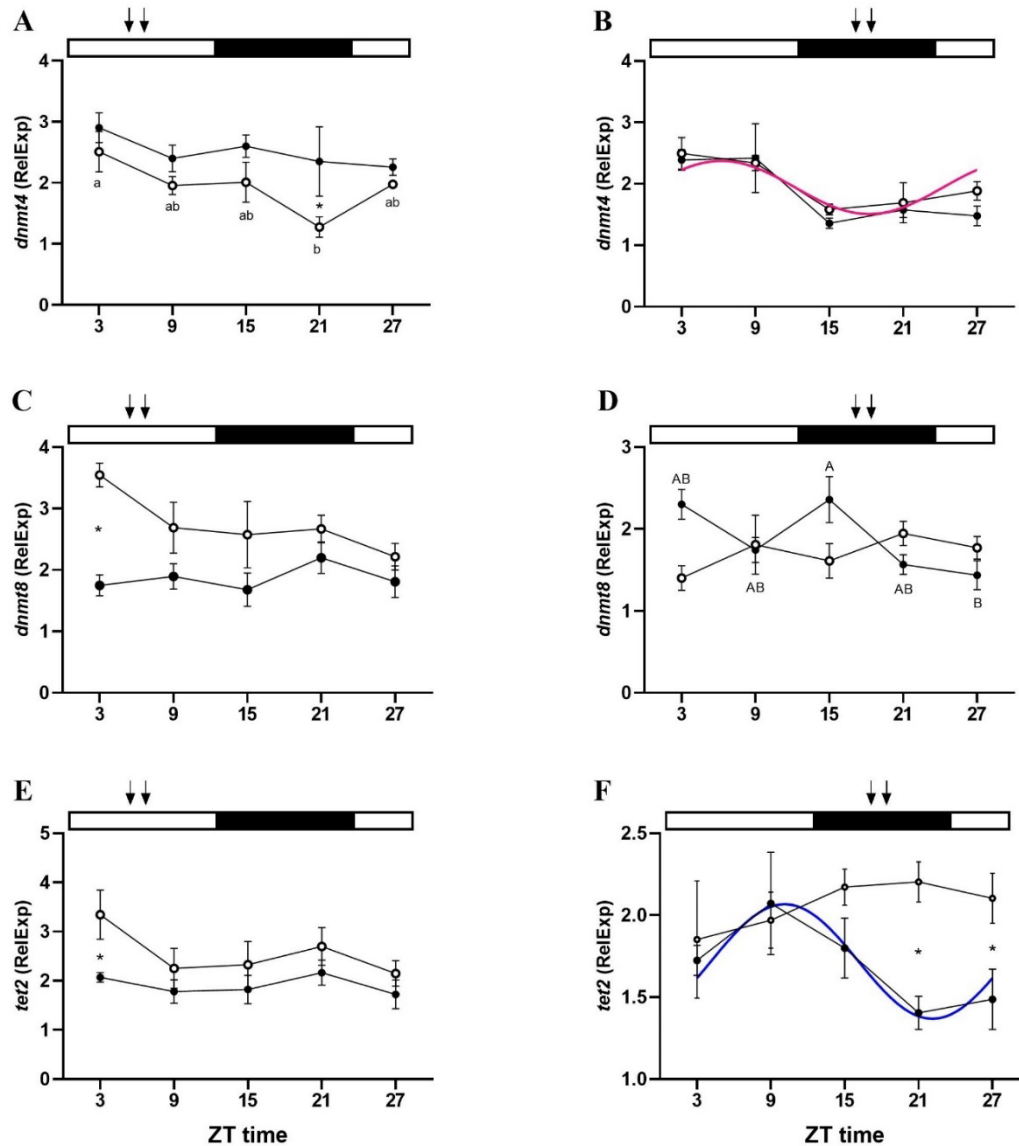 A
dnmt4 (RelExp)
4
3
2
1
0
a
ab
ab
*
b
ab
3 9 15 21 27
B
dnmt4 (RelExp)
4
3
2
1
0
3 9 15 21 27
C
dnmt8 (RelExp)
4
3
2
1
0
*
3 9 15 21 27
D
dnmt8 (RelExp)
3
2
1
0
AB
A
AB
AB
B
3 9 15 21 27
E
tet2 (RelExp)
5
4
3
2
1
0
*
3 9 15 21 27
ZT time
F
tet2 (RelExp)
2.5
2.0
1.5
1.0
* *
3 9 15 21 27
ZT time